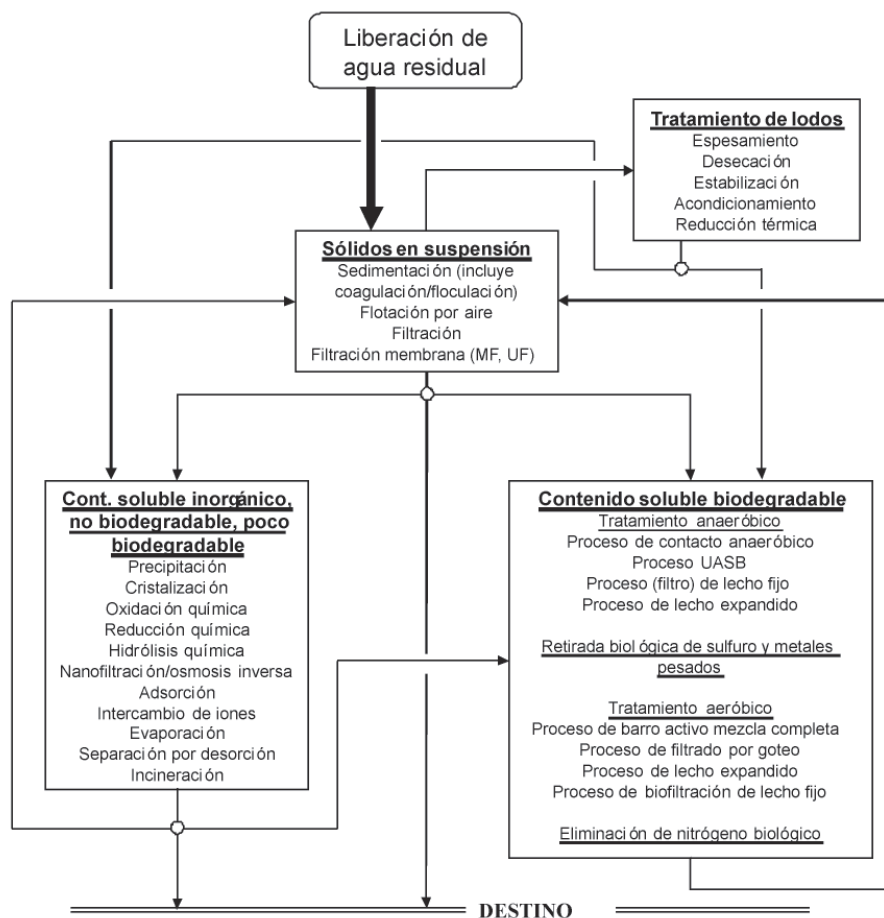 Liberación de
agua residual
Tratamiento de lodos
Espesamiento
Desecación
Estabilización
Acondicionamiento
Reducción térmica
Sólidos en suspensión
Sedimentación (incluye
coagulación/floculación)
Flotación por aire
Filtración
Filtración membrana (MF, UF)
Cont. soluble inorgánico,
no biodegradable, poco
biodegradable
Precipitación
Cristalización
Oxidación química
Reducción química
Hidrólisis química
Nanofiltración/osmosis inversa
Adsorción
Intercambio de iones
Evaporación
Separación por desorción
Incineración
Contenido soluble biodegradable
Tratamiento anaeróbico
Proceso de contacto anaeróbico
Proceso UASB
Proceso (filtro) de lecho fijo
Proceso de lecho expandido
Retirada biológica de sulfuro y metales
pesados
Tratamiento aeróbico
Proceso de barro activo mezcla completa
Proceso de filtrado por goteo
Proceso de lecho expandido
Proceso de biofiltración de lecho fijo
Eliminación de nitrógeno biológico
DESTINO